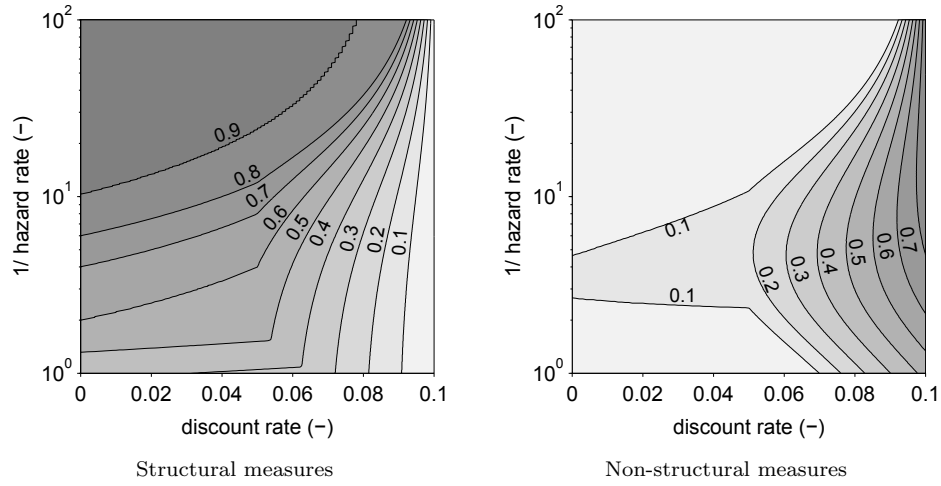 10²
10¹
10⁰
1/ hazard rate (−)
0.9
0.8
0.7
0.6
0.5
0.4
0.3
0.2
0.1
0 0.02 0.04 0.06 0.08 0.1
discount rate (−)
Structural measures
10²
10¹
10⁰
1/ hazard rate (−)
0.1
0.1
0.2
0.3
0.4
0.5
0.6
0.7
0 0.02 0.04 0.06 0.08 0.1
discount rate (−)
Non-structural measures